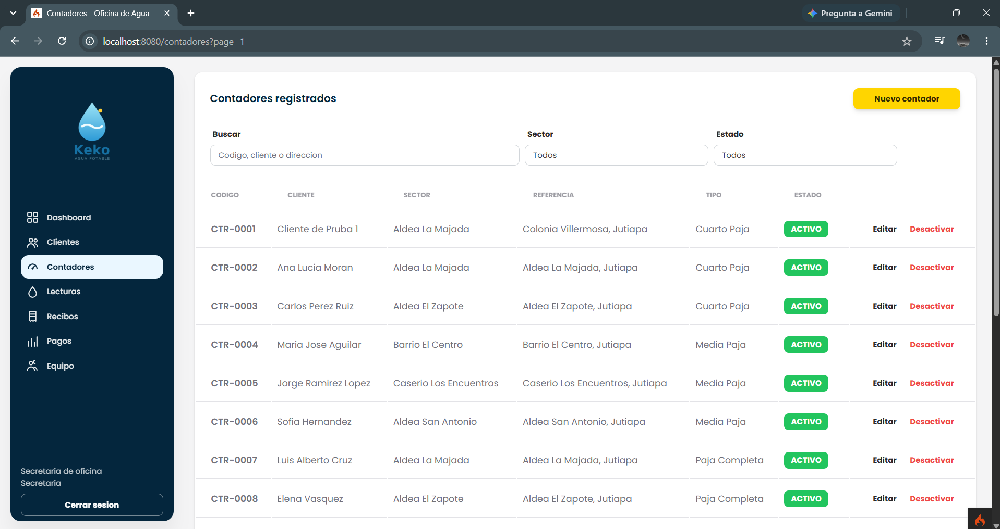 Contadores - Oficina de Agua
Pregunta a Gemini
localhost:8080/contadores?page=1
Keko
AGUA POTABLE
Dashboard
Clientes
Contadores
Lecturas
Recibos
Pagos
Equipo
Secretaria de oficina
Secretaria
Cerrar sesion
Contadores registrados
Nuevo contador
Buscar Sector Estado
Codigo, cliente o direccion Todos Todos
CODIGO CLIENTE SECTOR REFERENCIA TIPO ESTADO
CTR-0001 Cliente de Pruba 1 Aldea La Majada Colonia Villermosa, Jutiapa Cuarto Paja ACTIVO Editar Desactivar
CTR-0002 Ana Lucia Moran Aldea La Majada Aldea La Majada, Jutiapa Cuarto Paja ACTIVO Editar Desactivar
CTR-0003 Carlos Perez Ruiz Aldea El Zapote Aldea El Zapote, Jutiapa Cuarto Paja ACTIVO Editar Desactivar
CTR-0004 Maria Jose Aguilar Barrio El Centro Barrio El Centro, Jutiapa Media Paja ACTIVO Editar Desactivar
CTR-0005 Jorge Ramirez Lopez Caserio Los Encuentros Caserio Los Encuentros, Jutiapa Media Paja ACTIVO Editar Desactivar
CTR-0006 Sofia Hernandez Aldea San Antonio Aldea San Antonio, Jutiapa Media Paja ACTIVO Editar Desactivar
CTR-0007 Luis Alberto Cruz Aldea La Majada Aldea La Majada, Jutiapa Paja Completa ACTIVO Editar Desactivar
CTR-0008 Elena Vasquez Aldea El Zapote Aldea El Zapote, Jutiapa Paja Completa ACTIVO Editar Desactivar